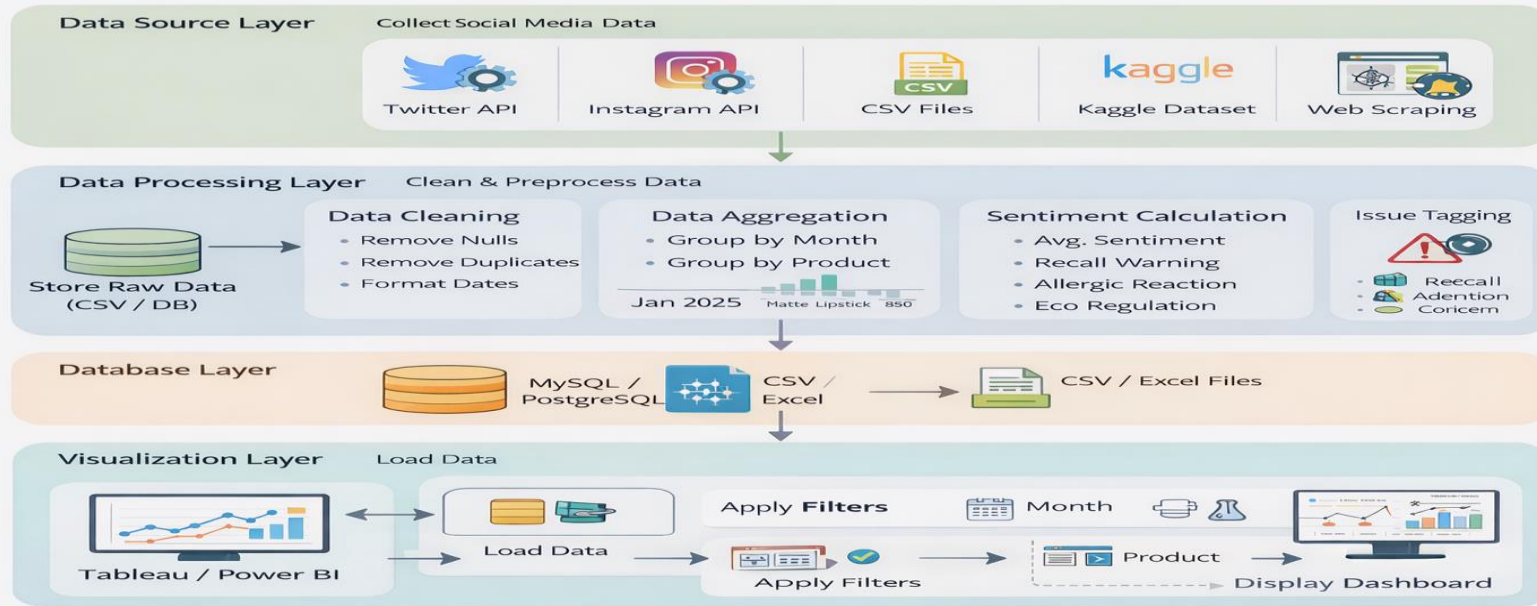 Data Source Layer
Collect Social Media Data
Twitter API
Instagram API
CSV
CSV Files
kaggle
Kaggle Dataset
Web Scraping
Data Processing Layer
Clean & Preprocess Data
Store Raw Data
(CSV / DB)
Data Cleaning
• Remove Nulls
• Remove Duplicates
• Format Dates
Data Aggregation
• Group by Month
• Group by Product
Jan 2025 Matte Lipstick 850
Sentiment Calculation
• Avg. Sentiment
• Recall Warning
• Allergic Reaction
• Eco Regulation
Issue Tagging
• Reecall
• Adention
• Coricem
Database Layer
MySQL /
PostgreSQL
CSV /
Excel
CSV / Excel Files
Visualization Layer
Load Data
Tableau / Power BI
Load Data
Apply Filters
Month
Apply Filters
Product
Display Dashboard